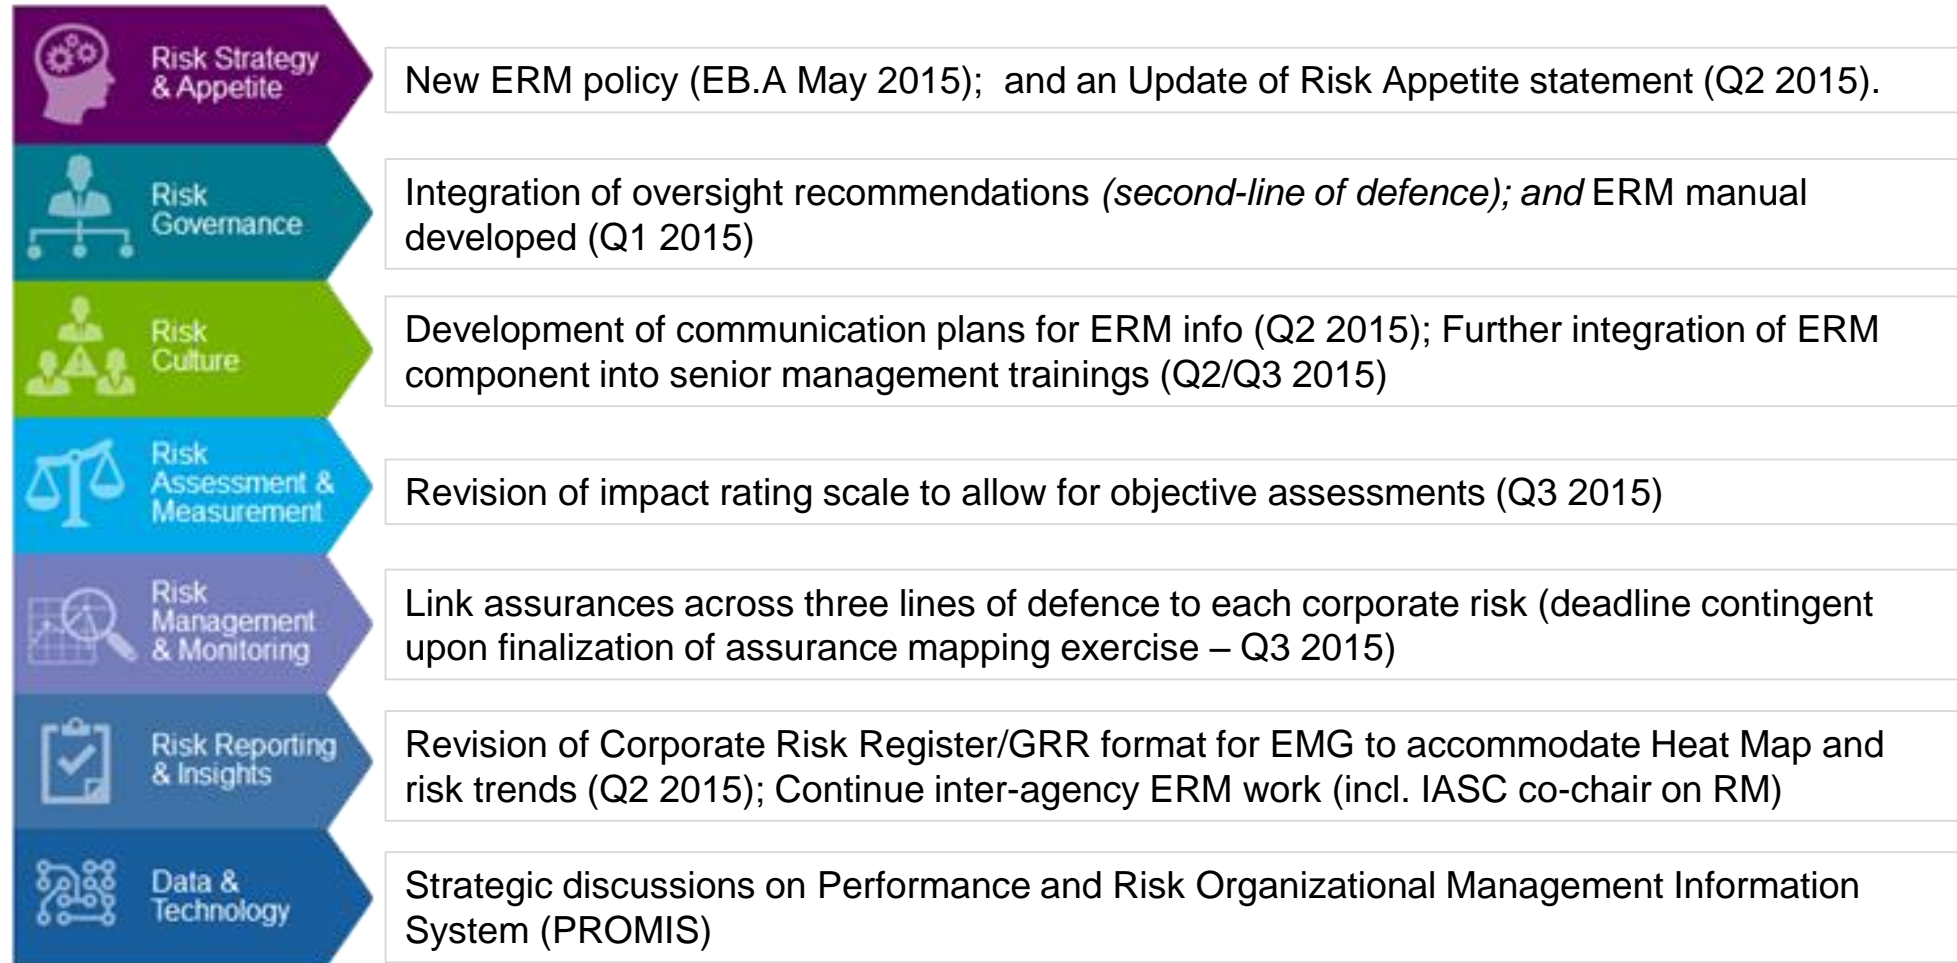 Risk Strategy
& Appetite
New ERM policy (EB.A May 2015);  and an Update of Risk Appetite statement (Q2 2015).
Risk
Governance
Integration of oversight recommendations (second-line of defence); and ERM manual
developed (Q1 2015)
Risk
Culture
Development of communication plans for ERM info (Q2 2015); Further integration of ERM
component into senior management trainings (Q2/Q3 2015)
Risk
Assessment &
Measurement
Revision of impact rating scale to allow for objective assessments (Q3 2015)
Risk
Management
& Monitoring
Link assurances across three lines of defence to each corporate risk (deadline contingent
upon finalization of assurance mapping exercise – Q3 2015)
Risk Reporting
& Insights
Revision of Corporate Risk Register/GRR format for EMG to accommodate Heat Map and
risk trends (Q2 2015); Continue inter-agency ERM work (incl. IASC co-chair on RM)
Data &
Technology
Strategic discussions on Performance and Risk Organizational Management Information
System (PROMIS)